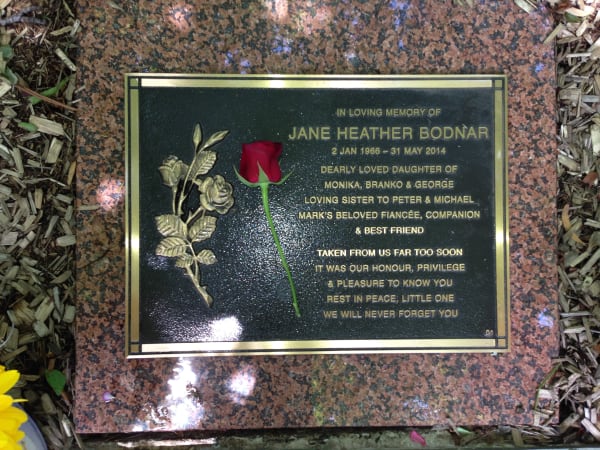 IN LOVING MEMORY OF
JANE HEATHER BODNAR
2 JAN 1966 – 31 MAY 2014
DEARLY LOVED DAUGHTER OF
MONIKA, BRANKO & GEORGE
LOVING SISTER TO PETER & MICHAEL
MARK'S BELOVED FIANCÉE, COMPANION
& BEST FRIEND
TAKEN FROM US FAR TOO SOON
IT WAS OUR HONOUR, PRIVILEGE
& PLEASURE TO KNOW YOU
REST IN PEACE, LITTLE ONE
WE WILL NEVER FORGET YOU